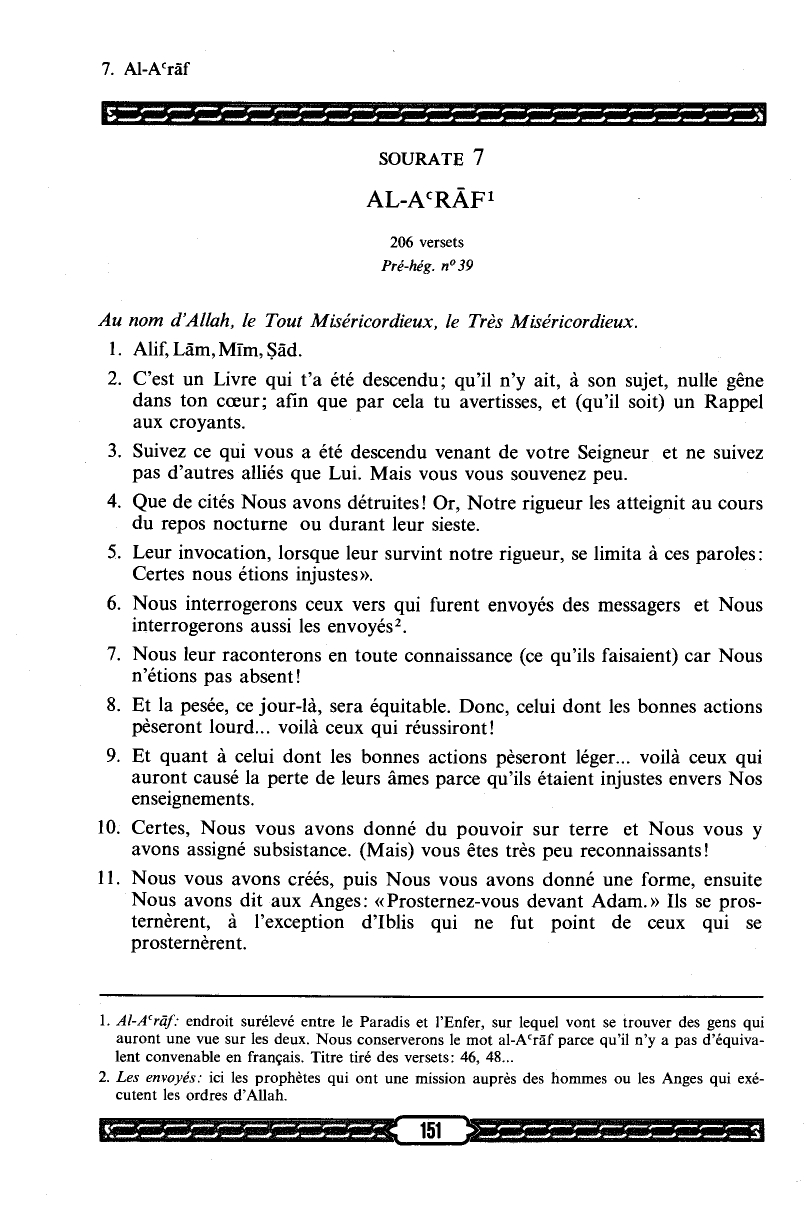 7. Al-Aᶜrāf
SOURATE 7
AL-AᶜRĀF¹
206 versets
Pré-hég. nº 39
Au nom d'Allah, le Tout Miséricordieux, le Très Miséricordieux.
1. Alif, Lām, Mīm, Ṣād.
2. C'est un Livre qui t'a été descendu; qu'il n'y ait, à son sujet, nulle gêne
dans ton cœur; afin que par cela tu avertisses, et (qu'il soit) un Rappel
aux croyants.
3. Suivez ce qui vous a été descendu venant de votre Seigneur et ne suivez
pas d'autres alliés que Lui. Mais vous vous souvenez peu.
4. Que de cités Nous avons détruites! Or, Notre rigueur les atteignit au cours
du repos nocturne ou durant leur sieste.
5. Leur invocation, lorsque leur survint notre rigueur, se limita à ces paroles:
Certes nous étions injustes».
6. Nous interrogerons ceux vers qui furent envoyés des messagers et Nous
interrogerons aussi les envoyés².
7. Nous leur raconterons en toute connaissance (ce qu'ils faisaient) car Nous
n'étions pas absent!
8. Et la pesée, ce jour-là, sera équitable. Donc, celui dont les bonnes actions
pèseront lourd... voilà ceux qui réussiront!
9. Et quant à celui dont les bonnes actions pèseront léger... voilà ceux qui
auront causé la perte de leurs âmes parce qu'ils étaient injustes envers Nos
enseignements.
10. Certes, Nous vous avons donné du pouvoir sur terre et Nous vous y
avons assigné subsistance. (Mais) vous êtes très peu reconnaissants!
11. Nous vous avons créés, puis Nous vous avons donné une forme, ensuite
Nous avons dit aux Anges: «Prosternez-vous devant Adam.» Ils se pros-
ternèrent, à l'exception d'Iblis qui ne fut point de ceux qui se
prosternèrent.
1. Al-Aᶜrāf: endroit surélevé entre le Paradis et l'Enfer, sur lequel vont se trouver des gens qui
auront une vue sur les deux. Nous conserverons le mot al-Aᶜrāf parce qu'il n'y a pas d'équiva-
lent convenable en français. Titre tiré des versets: 46, 48...
2. Les envoyés: ici les prophètes qui ont une mission auprès des hommes ou les Anges qui exé-
cutent les ordres d'Allah.
151